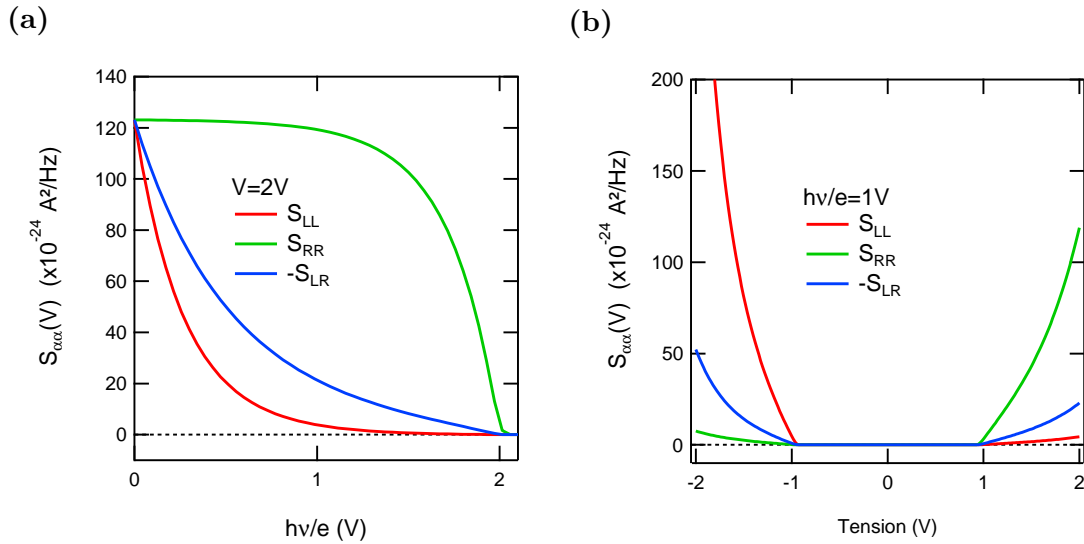 (a)
140
120
100
80
60
40
20
0
S_αα(V) (x10⁻²⁴ A²/Hz)
V=2V
S_LL
S_RR
-S_LR
0
1
2
hν/e (V)
(b)
200
150
100
50
0
S_αα(V) (x10⁻²⁴ A²/Hz)
hν/e=1V
S_LL
S_RR
-S_LR
-2
-1
0
1
2
Tension (V)